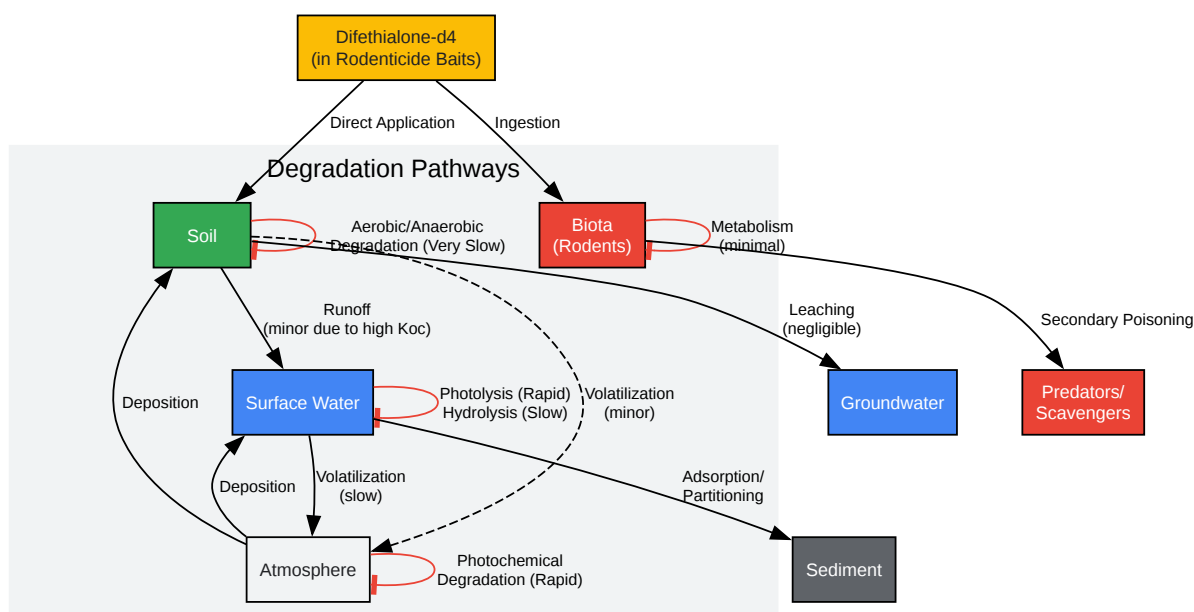 Difethialone-d4
(in Rodenticide Baits)
Direct Application
Ingestion
Degradation Pathways
Soil
Aerobic/Anaerobic
Degradation (Very Slow)
Biota
(Rodents)
Metabolism
(minimal)
Runoff
(minor due to high Koc)
Leaching
(negligible)
Secondary Poisoning
Deposition
Surface Water
Photolysis (Rapid)
Hydrolysis (Slow)
Volatilization
(minor)
Groundwater
Predators/
Scavengers
Deposition
Volatilization
(slow)
Adsorption/
Partitioning
Atmosphere
Photochemical
Degradation (Rapid)
Sediment